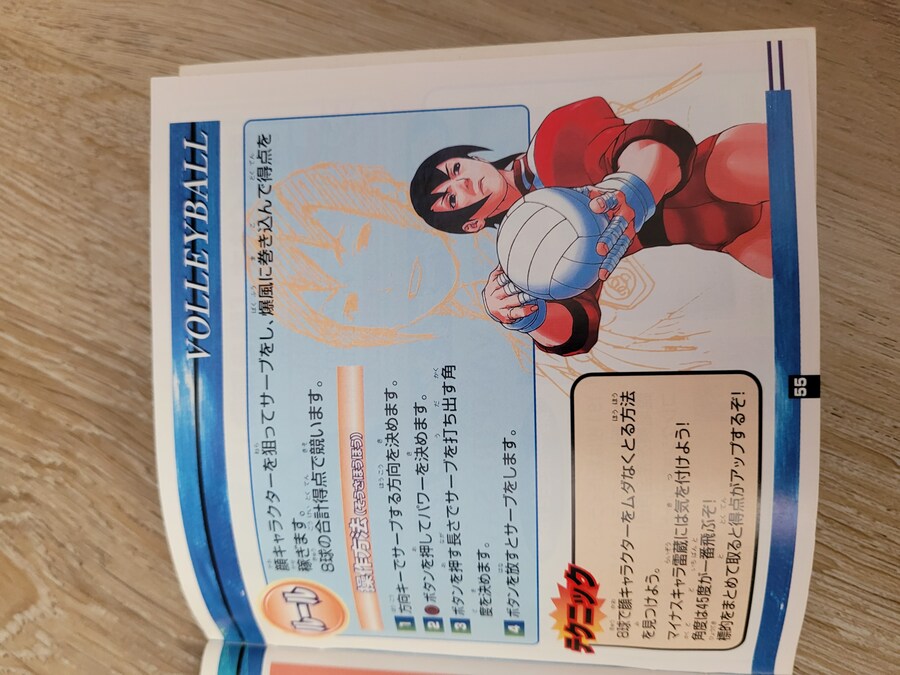 VOLLEYBALL
ルール
顔キャラクターを狙ってサーブをし、爆風に巻き込んで得点を
稼ぎます。
8球の合計得点で競います。
操作方法(そうさほうほう)
1 方向キーでサーブする方向を決めます。
2 ●ボタンを押してパワーを決めます。
3 ボタンを押す長さでサーブを打ち出す角
度を決めます。
4 ボタンを放すとサーブをします。
テクニック
8球で顔キャラクターをムダなくとる方法
を見つけよう。
マイナスキャラ雷蔵には気を付けよう!
角度は45度が一番飛ぶぞ!
標的をまとめて取ると得点がアップするぞ!
55